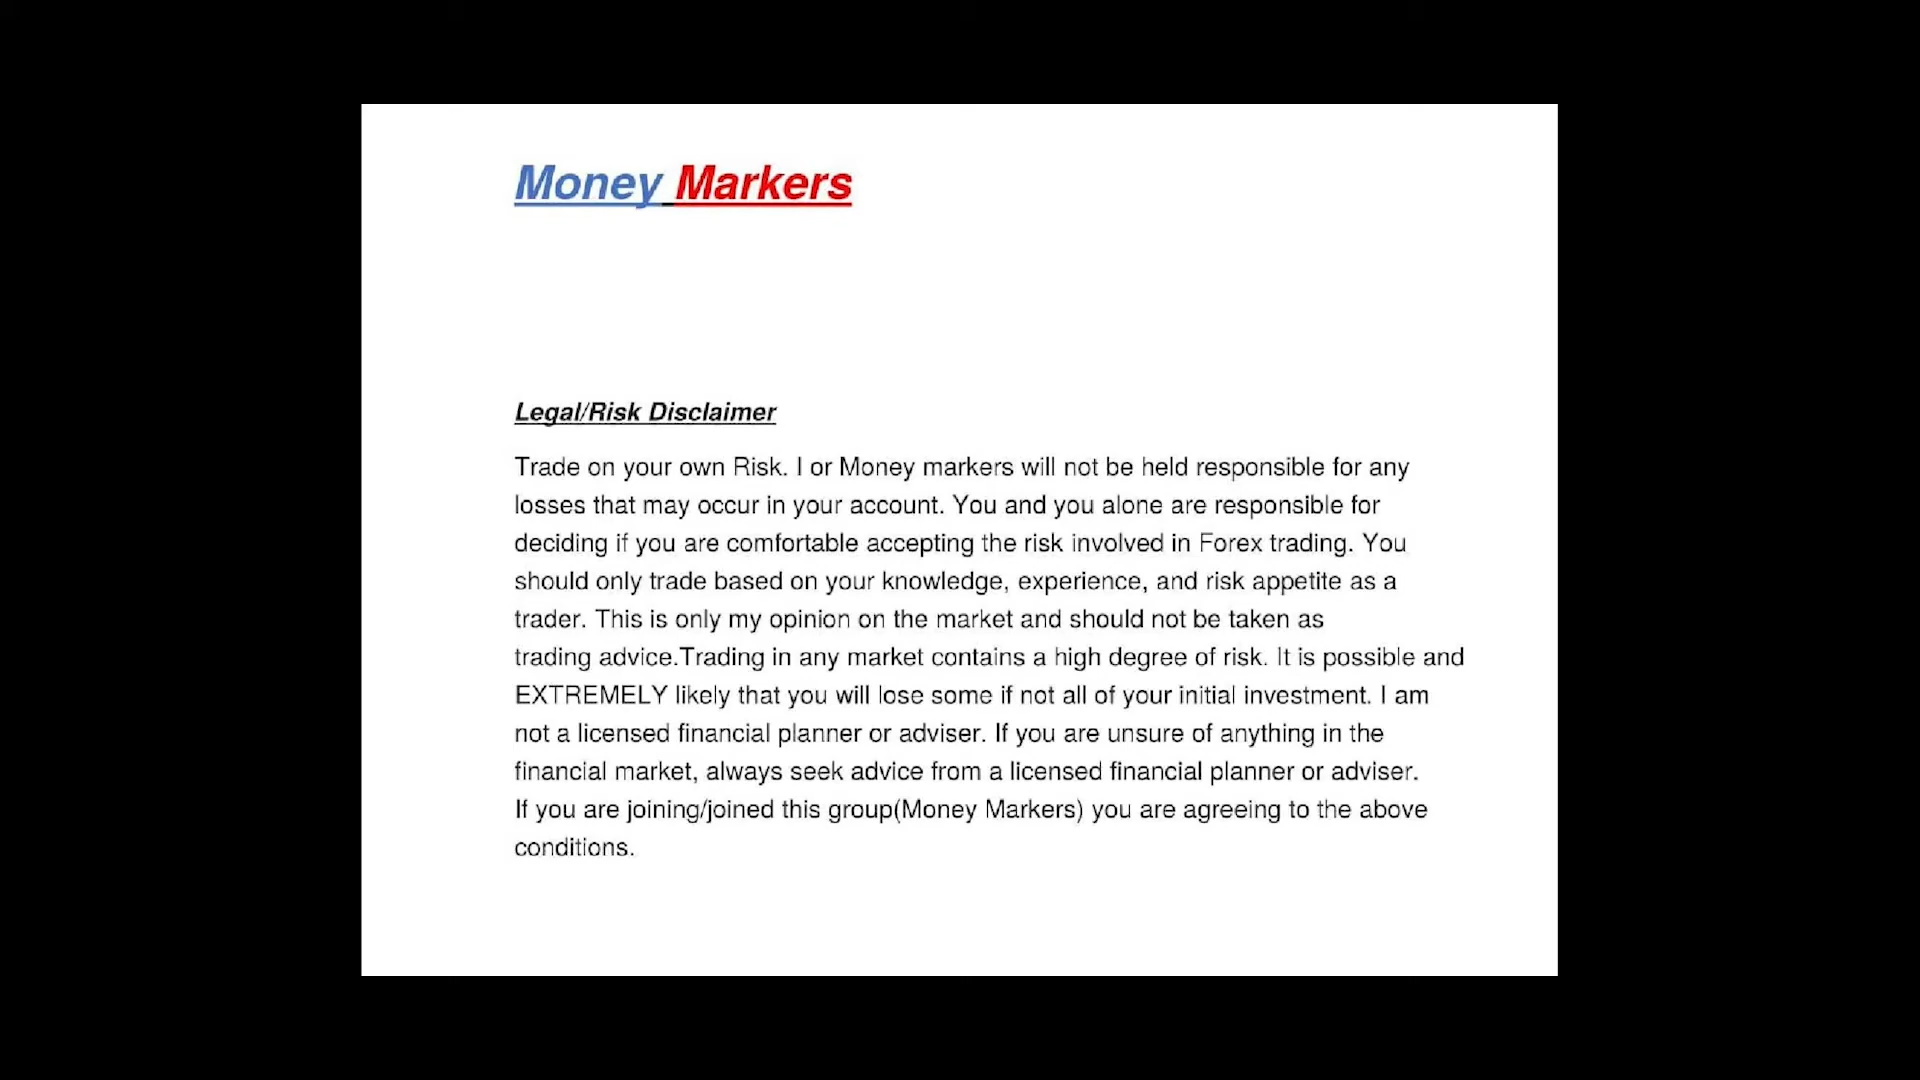 Money Markers
Legal/Risk Disclaimer
Trade on your own Risk. I or Money markers will not be held responsible for any
losses that may occur in your account. You and you alone are responsible for
deciding if you are comfortable accepting the risk involved in Forex trading. You
should only trade based on your knowledge, experience, and risk appetite as a
trader. This is only my opinion on the market and should not be taken as
trading advice.Trading in any market contains a high degree of risk. It is possible and
EXTREMELY likely that you will lose some if not all of your initial investment. I am
not a licensed financial planner or adviser. If you are unsure of anything in the
financial market, always seek advice from a licensed financial planner or adviser.
If you are joining/joined this group(Money Markers) you are agreeing to the above
conditions.